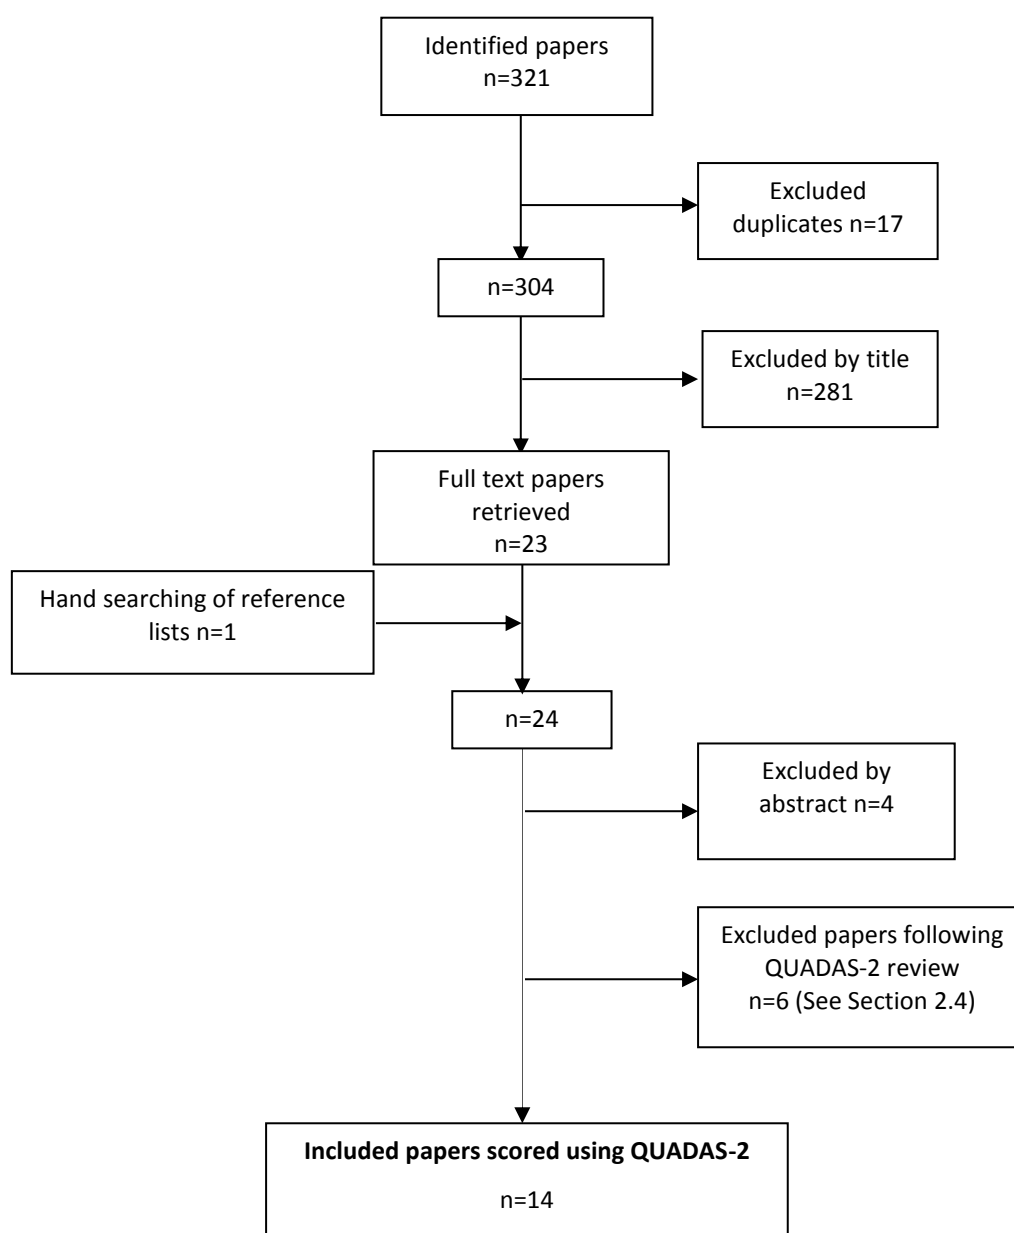 Identified papers
n=321
Excluded
duplicates n=17
n=304
Excluded by title
n=281
Full text papers
retrieved
n=23
Hand searching of reference
lists n=1
n=24
Excluded by
abstract n=4
Excluded papers following
QUADAS-2 review
n=6 (See Section 2.4)
Included papers scored using QUADAS-2
n=14